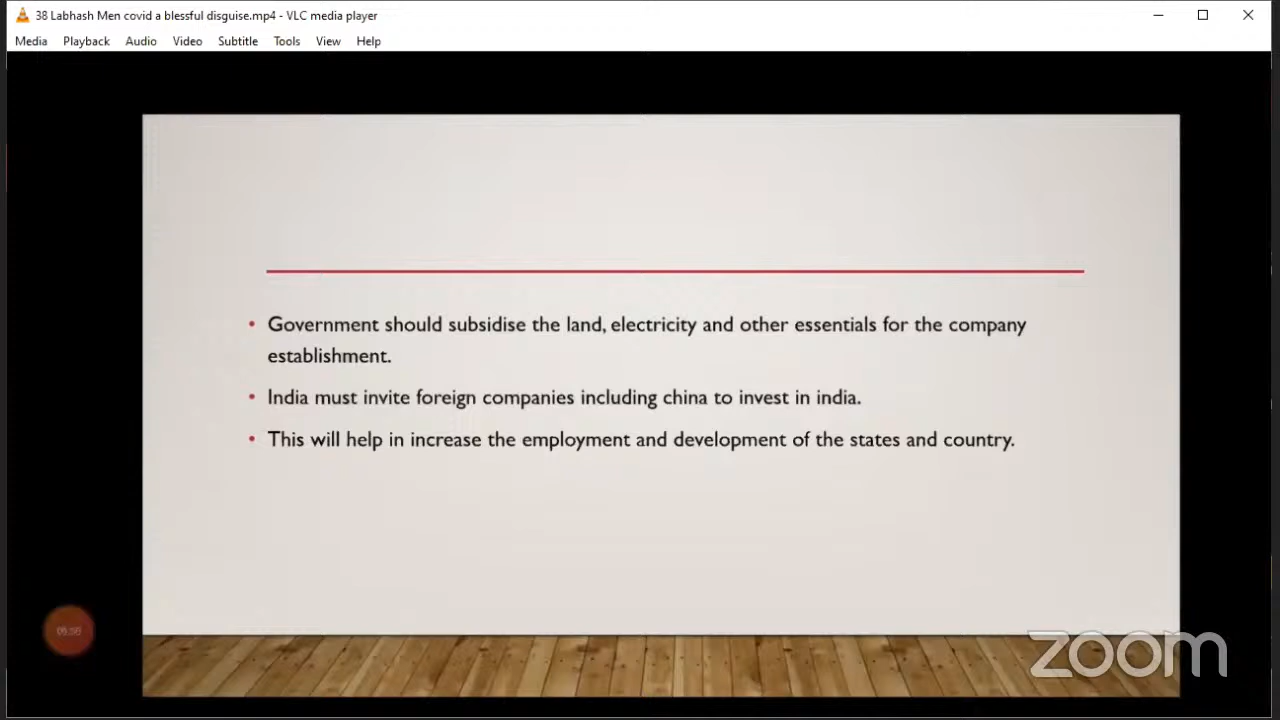 38 Labhash Men covid a blessful disguise.mp4 - VLC media player
Media Playback Audio Video Subtitle Tools View Help
Government should subsidise the land, electricity and other essentials for the company
establishment.
India must invite foreign companies including china to invest in india.
This will help in increase the employment and development of the states and country.
zoom